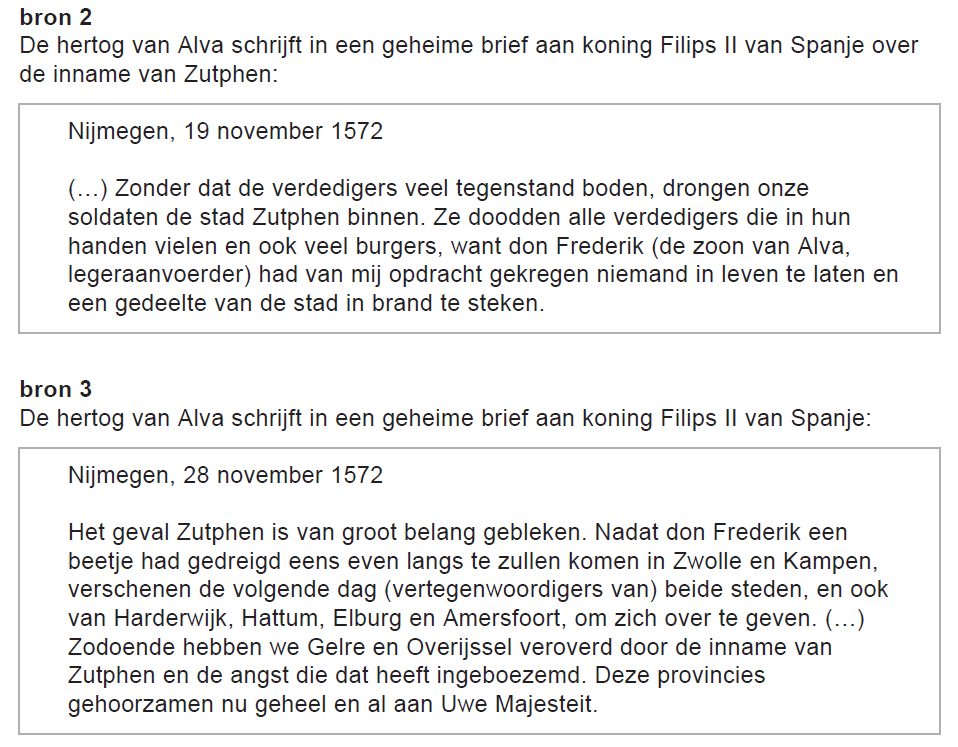 bron 2
De hertog van Alva schrijft in een geheime brief aan koning Filips II van Spanje over
de inname van Zutphen:
Nijmegen, 19 november 1572
(…) Zonder dat de verdedigers veel tegenstand boden, drongen onze
soldaten de stad Zutphen binnen. Ze doodden alle verdedigers die in hun
handen vielen en ook veel burgers, want don Frederik (de zoon van Alva,
legeraanvoerder) had van mij opdracht gekregen niemand in leven te laten en
een gedeelte van de stad in brand te steken.
bron 3
De hertog van Alva schrijft in een geheime brief aan koning Filips II van Spanje:
Nijmegen, 28 november 1572
Het geval Zutphen is van groot belang gebleken. Nadat don Frederik een
beetje had gedreigd eens even langs te zullen komen in Zwolle en Kampen,
verschenen de volgende dag (vertegenwoordigers van) beide steden, en ook
van Harderwijk, Hattum, Elburg en Amersfoort, om zich over te geven. (…)
Zodoende hebben we Gelre en Overijssel veroverd door de inname van
Zutphen en de angst die dat heeft ingeboezemd. Deze provincies
gehoorzamen nu geheel en al aan Uwe Majesteit.